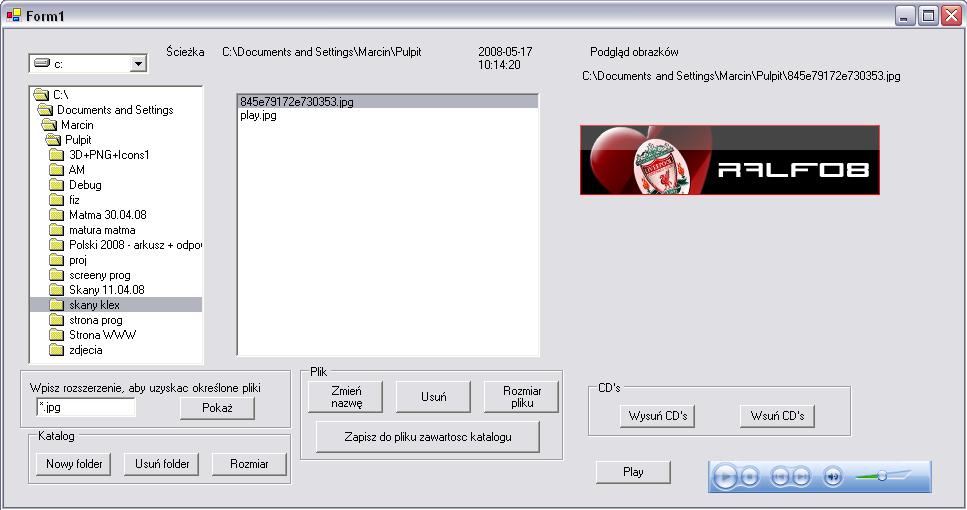 Form1
Ścieżka C:\Documents and Settings\Marcin\Pulpit
2008-05-17
10:14:20
Podgląd obrazków
c:
C:\Documents and Settings\Marcin\Pulpit\845e79172e730353.jpg
C:\
Documents and Settings
Marcin
Pulpit
3D+PNG+Icons1
AM
Debug
fiz
Matma 30.04.08
matura matma
Polski 2008 - arkusz + odpo
proj
screeny prog
Skany 11.04.08
skany klex
strona prog
Strona WWW
zdjecia
845e79172e730353.jpg
play.jpg
LIVERPOOL
RALF08
Wpisz rozszerzenie, aby uzyskac określone pliki
*.jpg
Pokaż
Katalog
Nowy folder
Usuń folder
Rozmiar
Plik
Zmień
nazwę
Usuń
Rozmiar
pliku
Zapisz do pliku zawartosc katalogu
CD's
Wysuń CD's
Wsuń CD's
Play